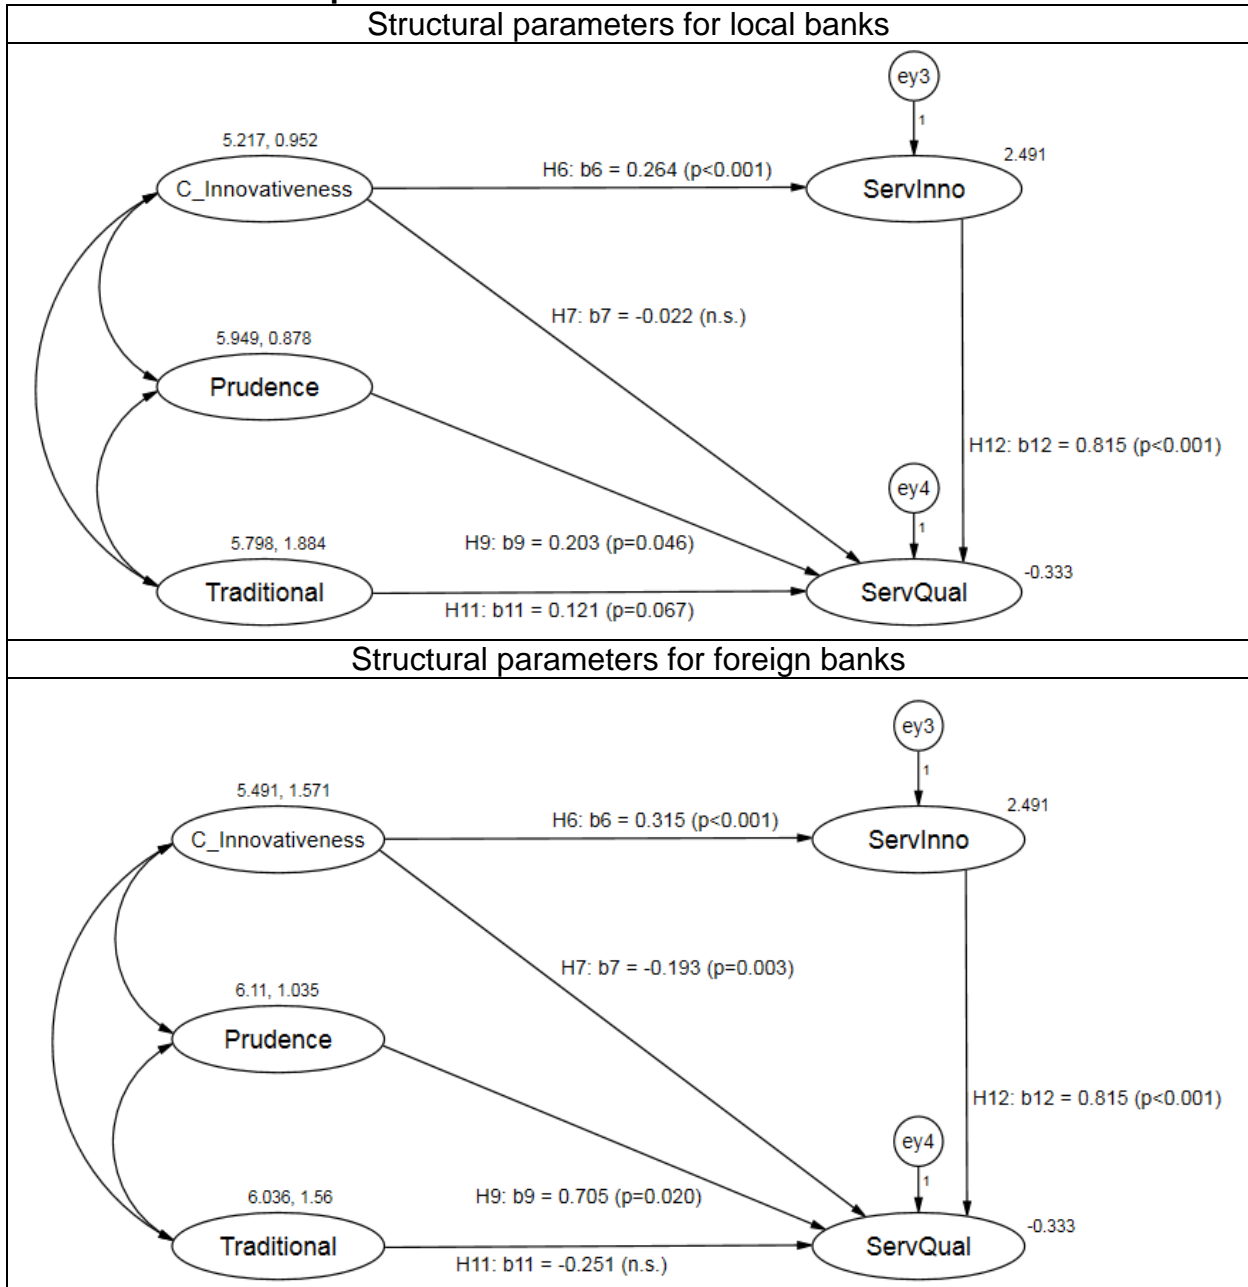 Structural parameters for local banks
ey3
1
5.217, 0.952
2.491
H6: b6 = 0.264 (p<0.001)
C_Innovativeness
ServInno
H7: b7 = -0.022 (n.s.)
5.949, 0.878
Prudence
H12: b12 = 0.815 (p<0.001)
ey4
1
5.798, 1.884
H9: b9 = 0.203 (p=0.046)
-0.333
Traditional
ServQual
H11: b11 = 0.121 (p=0.067)
Structural parameters for foreign banks
ey3
1
5.491, 1.571
2.491
H6: b6 = 0.315 (p<0.001)
C_Innovativeness
ServInno
H7: b7 = -0.193 (p=0.003)
6.11, 1.035
Prudence
H12: b12 = 0.815 (p<0.001)
ey4
1
6.036, 1.56
H9: b9 = 0.705 (p=0.020)
-0.333
Traditional
ServQual
H11: b11 = -0.251 (n.s.)